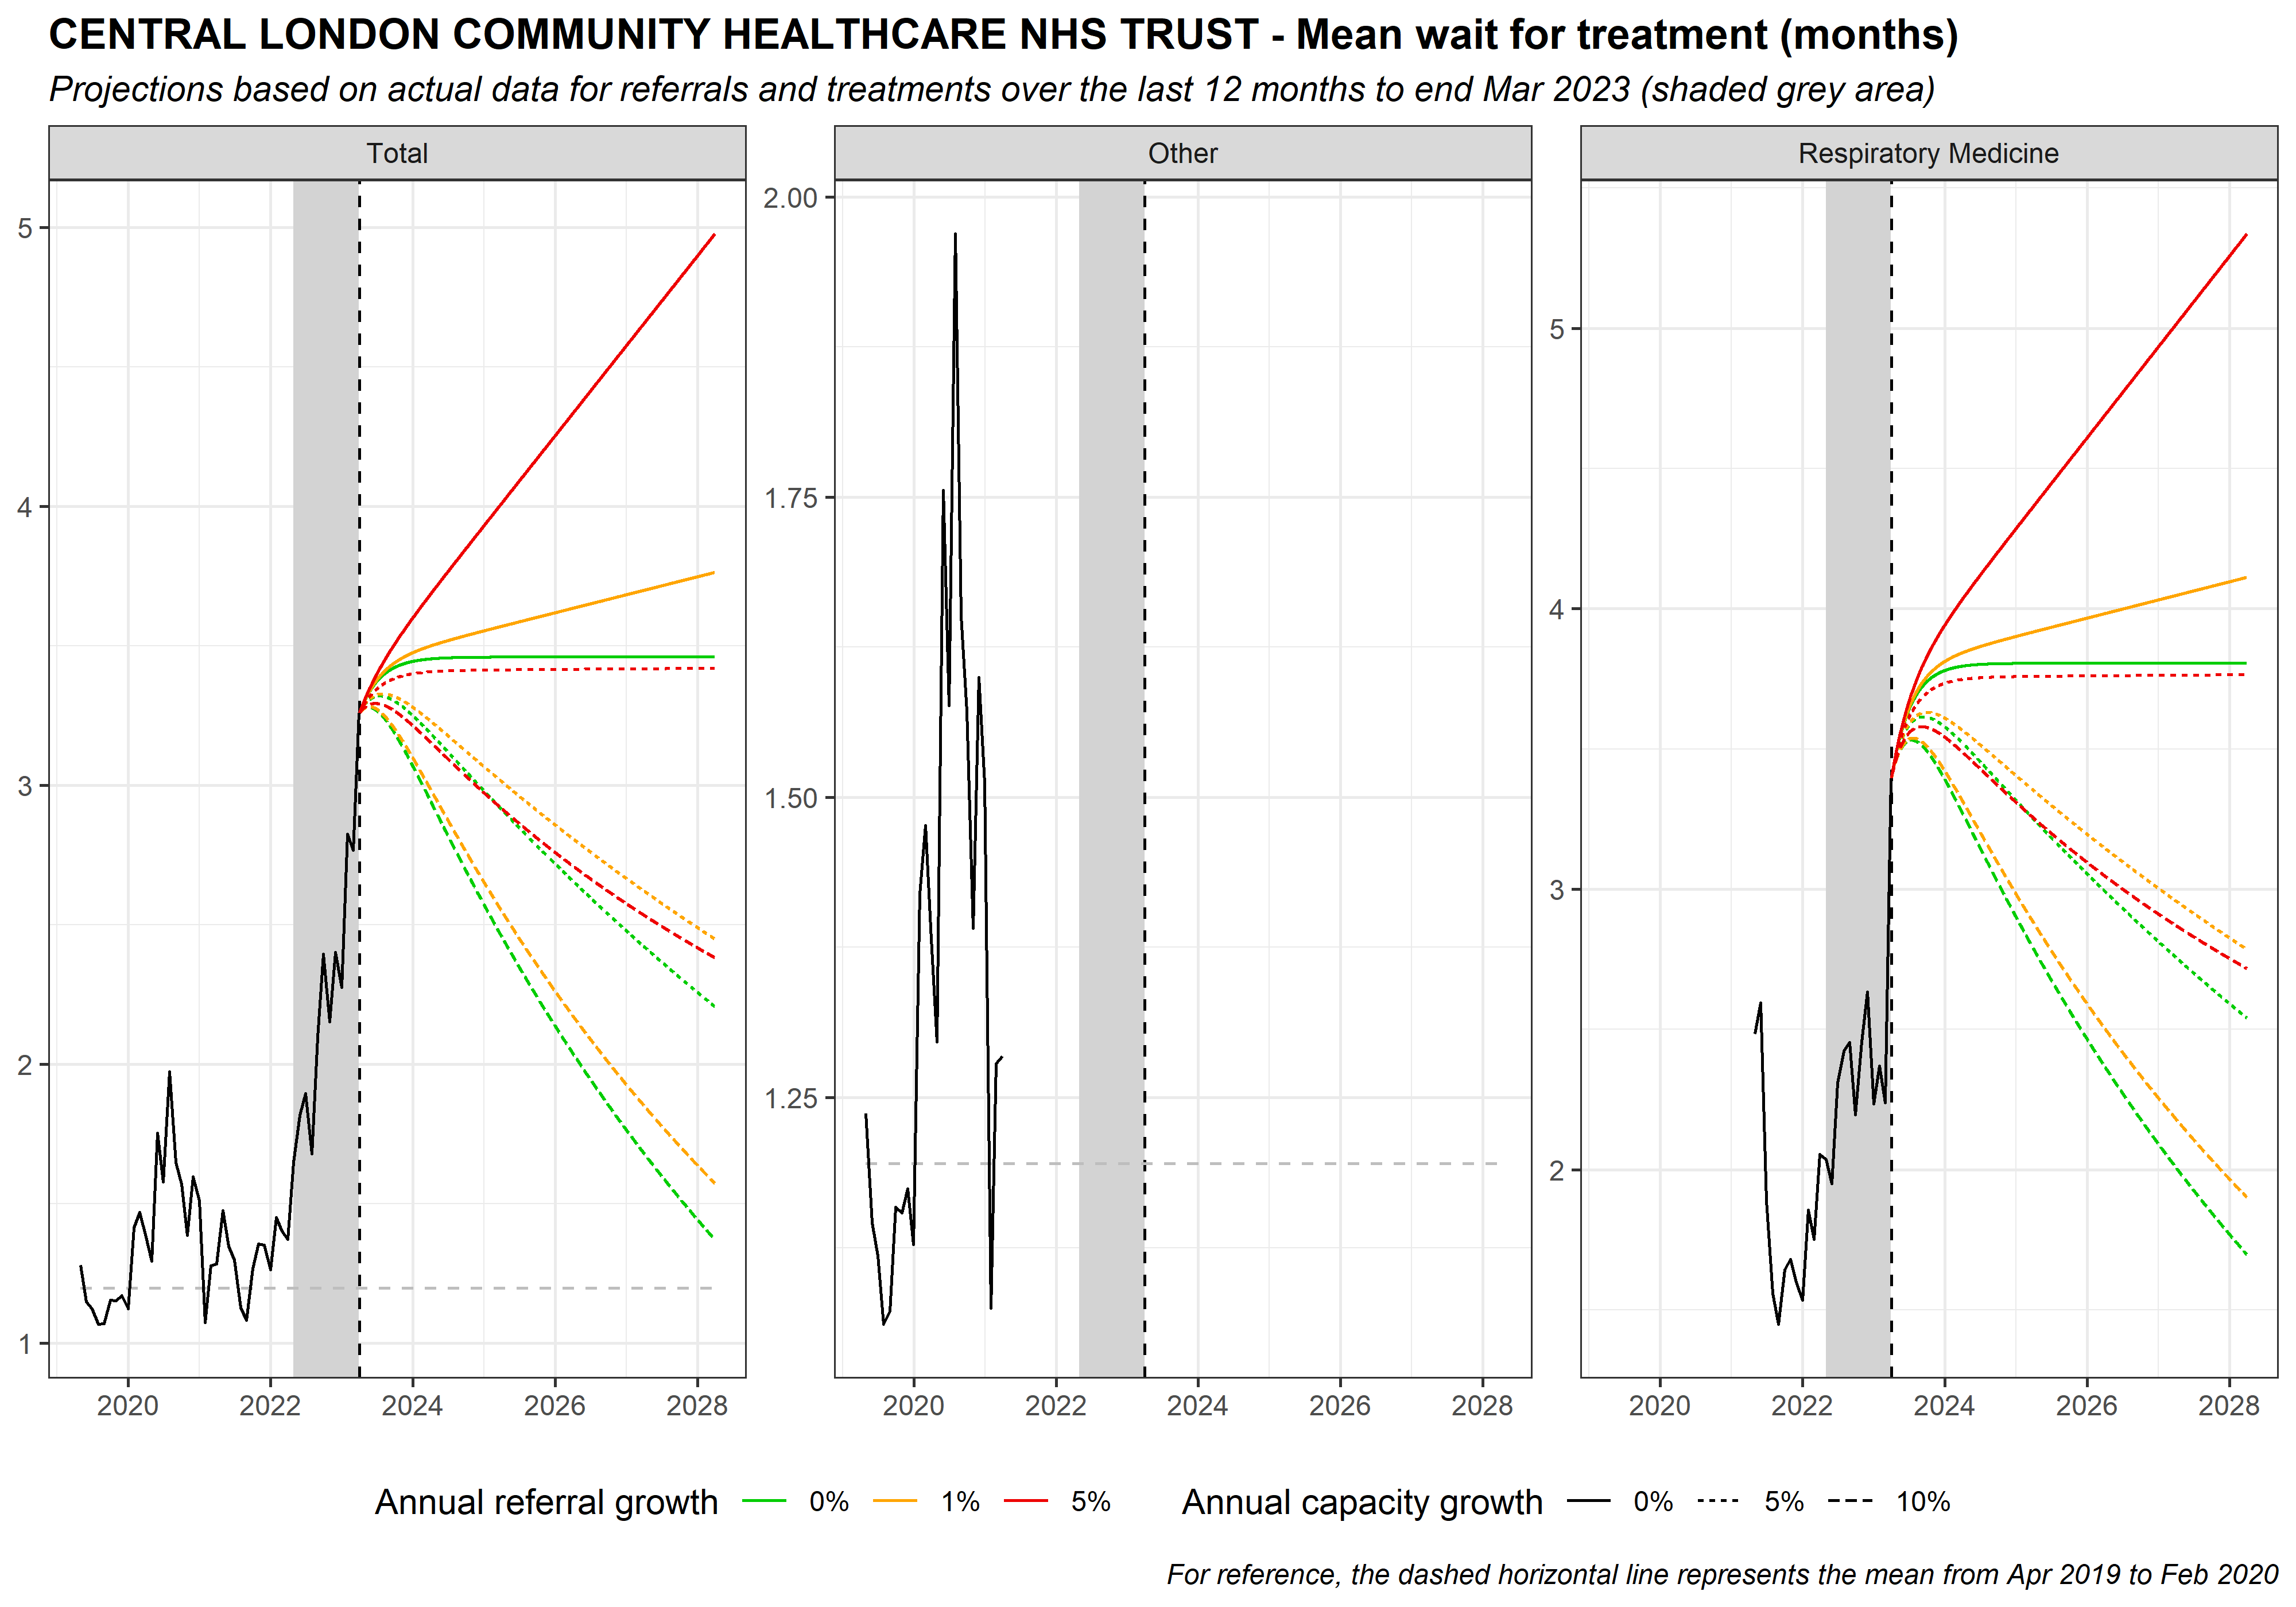 CENTRAL LONDON COMMUNITY HEALTHCARE NHS TRUST - Mean wait for treatment (months)
Projections based on actual data for referrals and treatments over the last 12 months to end Mar 2023 (shaded grey area)
Total
Other
Respiratory Medicine
5
4
3
2
1
2020 2022 2024 2026 2028
2.00
1.75
1.50
1.25
2020 2022 2024 2026 2028
5
4
3
2
2020 2022 2024 2026 2028
Annual referral growth 0% 1% 5% Annual capacity growth 0% 5% 10%
For reference, the dashed horizontal line represents the mean from Apr 2019 to Feb 2020